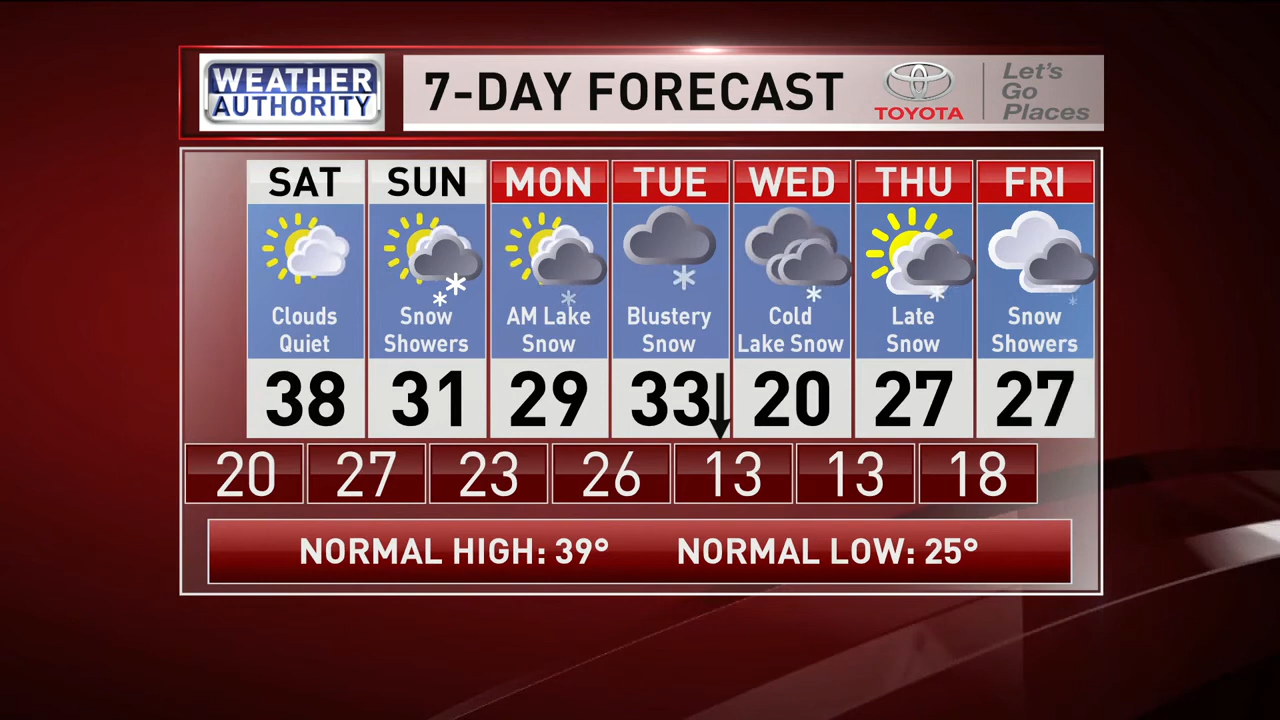 WEATHER
AUTHORITY
7-DAY FORECAST
TOYOTA
Let's
Go
Places
SAT SUN MON TUE WED THU FRI
Clouds Snow AM Lake Blustery Cold Late Snow
Quiet Showers Snow Snow Lake Snow Snow Showers
38 31 29 33 20 27 27
20 27 23 26 13 13 18
NORMAL HIGH: 39° NORMAL LOW: 25°